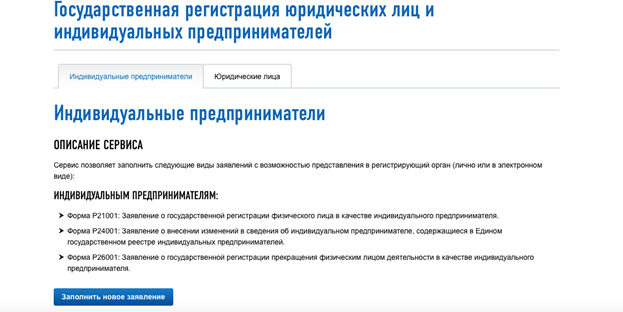 Государственная регистрация юридических лиц и
индивидуальных предпринимателей
Индивидуальные предприниматели Юридические лица
Индивидуальные предприниматели
ОПИСАНИЕ СЕРВИСА
Сервис позволяет заполнить следующие виды заявлений с возможностью представления в регистрирующий орган (лично или в электронном
виде):
ИНДИВИДУАЛЬНЫМ ПРЕДПРИНИМАТЕЛЯМ:
Форма Р21001: Заявление о государственной регистрации физического лица в качестве индивидуального предпринимателя.
Форма Р24001: Заявление о внесении изменений в сведения об индивидуальном предпринимателе, содержащиеся в Едином
государственном реестре индивидуальных предпринимателей.
Форма Р26001: Заявление о государственной регистрации прекращения физическим лицом деятельности в качестве индивидуального
предпринимателя.
Заполнить новое заявление